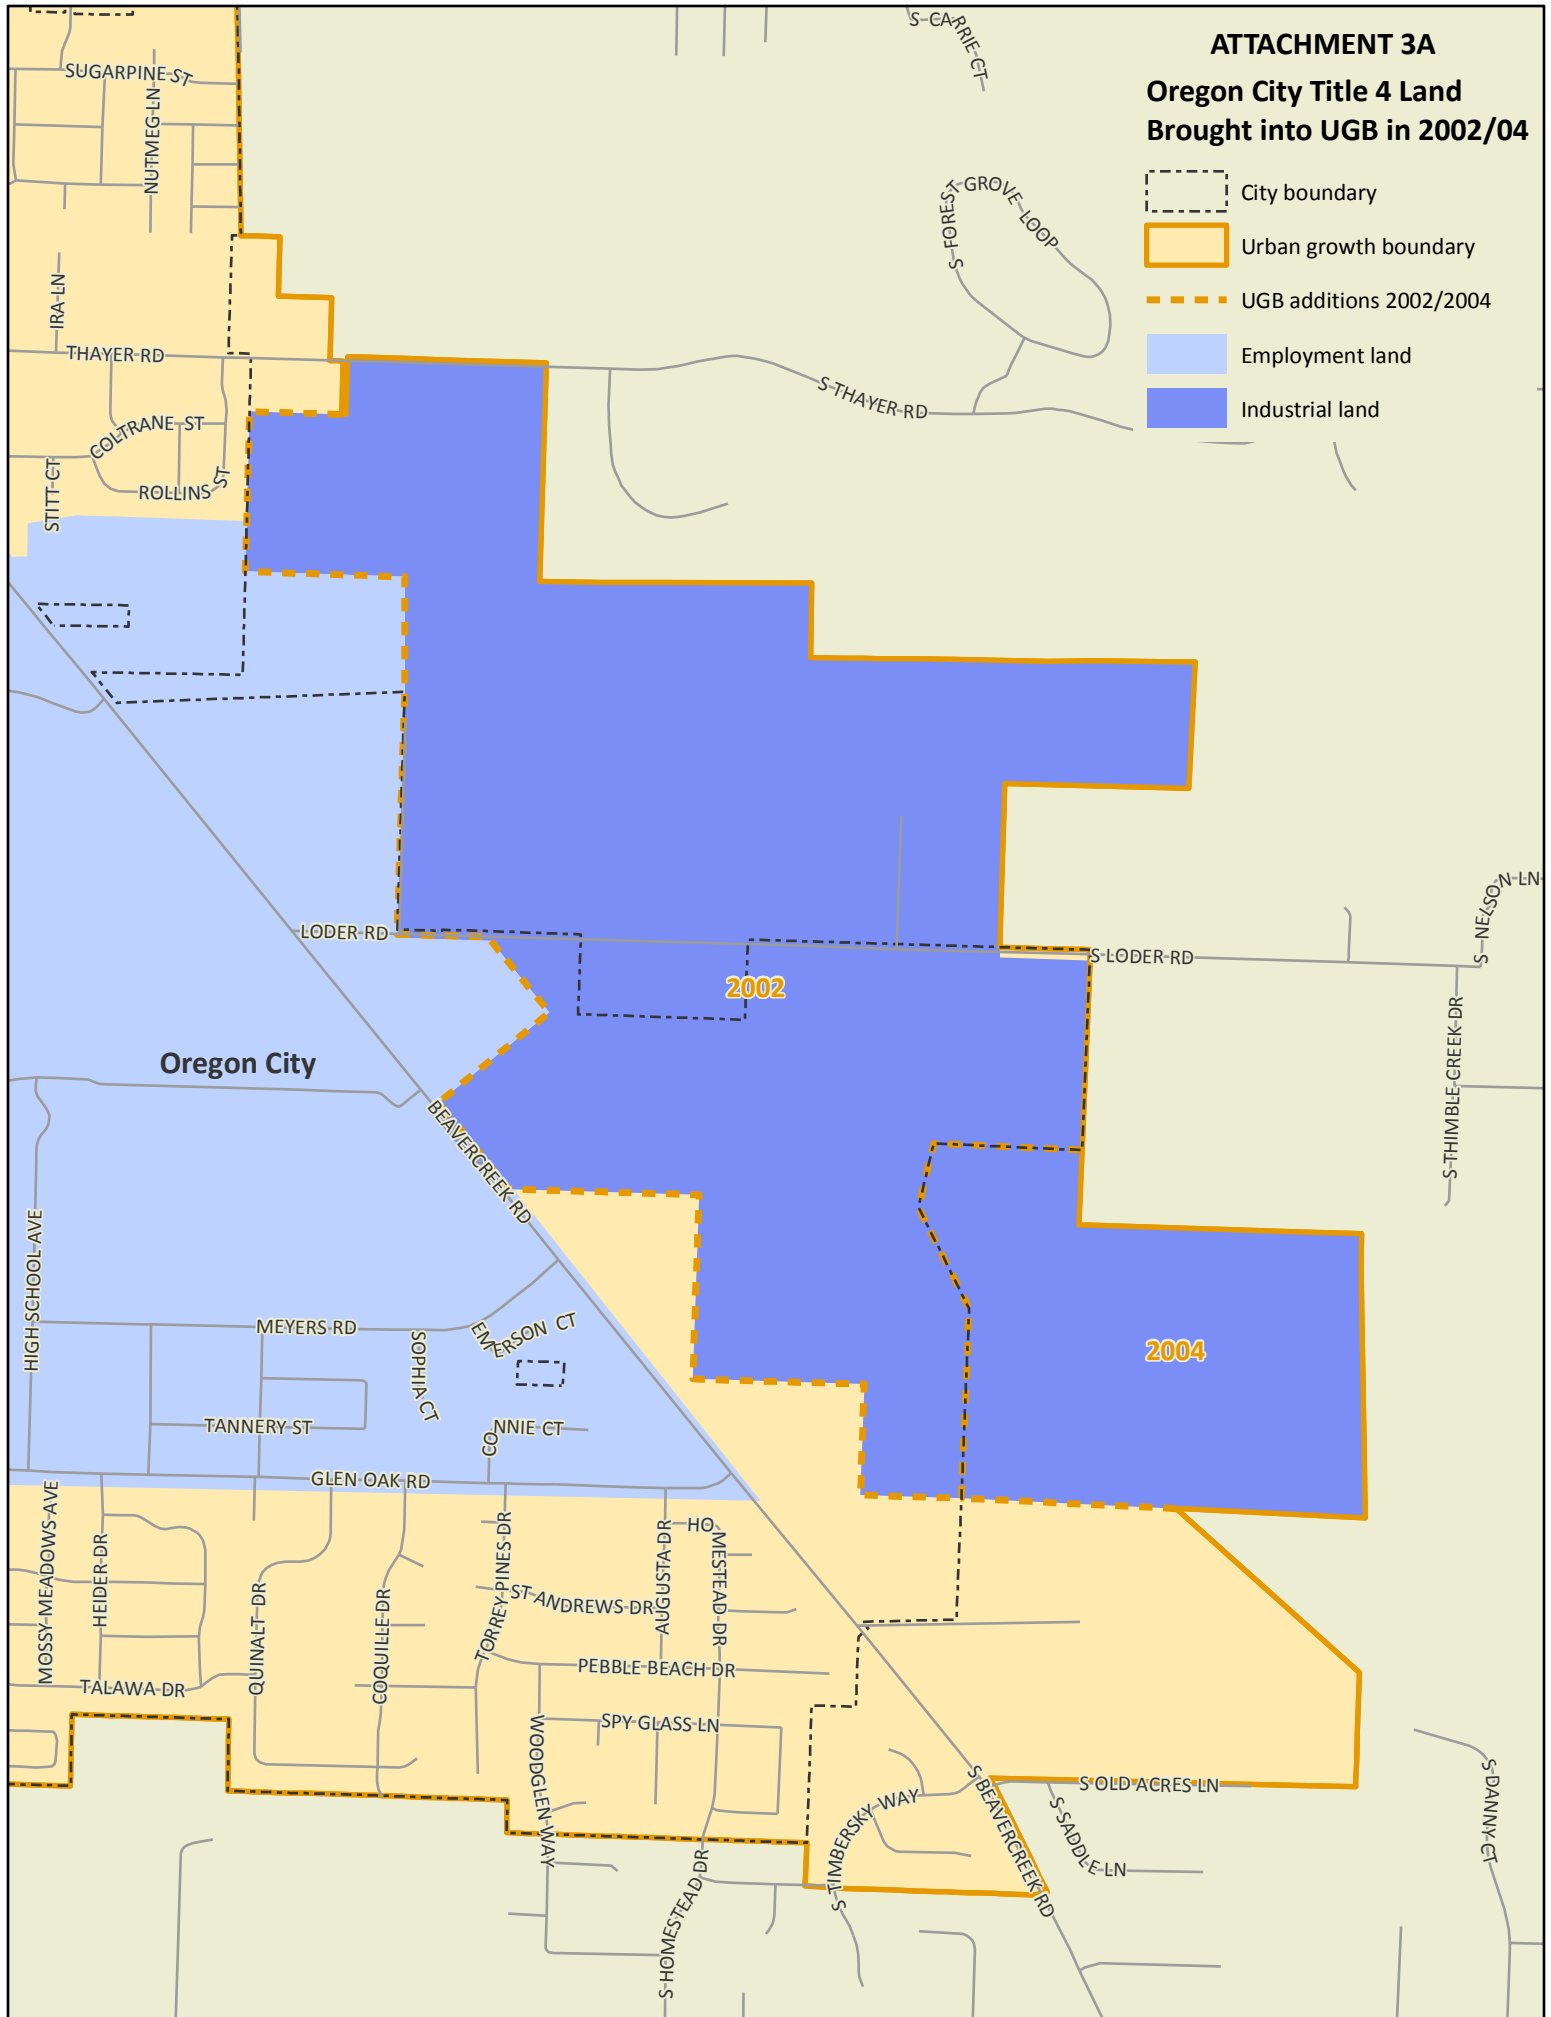 ATTACHMENT 3A
Oregon City Title 4 Land
Brought into UGB in 2002/04
City boundary
Urban growth boundary
UGB additions 2002/2004
Employment land
Industrial land
S CARRIE CT
SUGARPINE ST
NUTMEG LN
S FOREST GROVE LOOP
IRA LN
THAYER RD
S THAYER RD
COLTRANE ST
STITT CT
ROLLINS ST
S NELSON LN
LODER RD
S LODER RD
2002
Oregon City
S THIMBLE CREEK DR
BEAVERCREEK RD
HIGH SCHOOL AVE
MEYERS RD
SOPHIA CT
EMERSON CT
2004
TANNERY ST
CONNIE CT
GLEN OAK RD
MOSSY MEADOWS AVE
HEIDER DR
QUINALT DR
COQUILLE DR
TORREY PINES DR
ST ANDREWS DR
AUGUSTA DR
HOMESTEAD DR
PEBBLE BEACH DR
TALAWA DR
WOODGLEN WAY
SPY GLASS LN
S OLD ACRES LN
S BEAVERCREEK RD
S TIMBERSKY WAY
S SADDLE LN
S DANNY CT
S HOMESTEAD DR